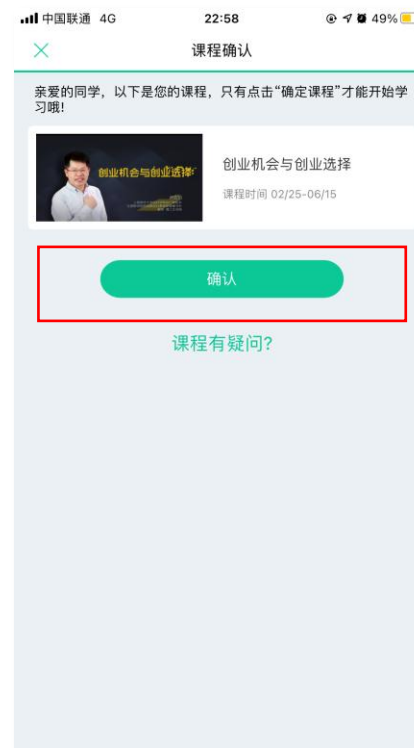 中国联通 4G 22:58 49%
课程确认
亲爱的同学，以下是您的课程，只有点击“确定课程”才能开始学
习哦！
创业机会与创业选择
创业机会与创业选择
课程时间 02/25-06/15
确认
课程有疑问?